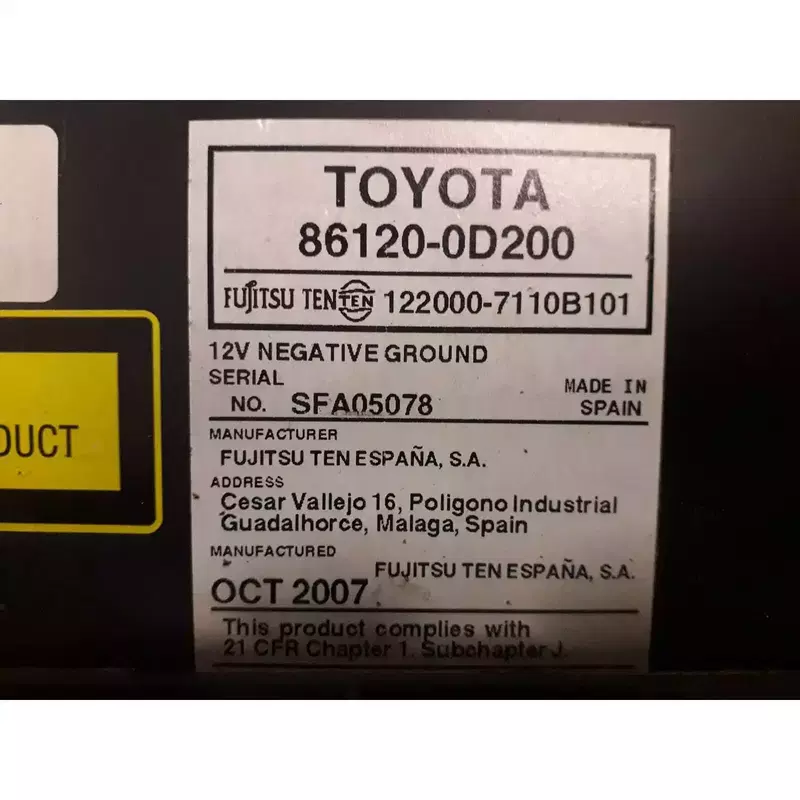 TOYOTA
86120-0D200
FUJITSU TEN TEN 122000-7110B101
12V NEGATIVE GROUND
SERIAL
NO. SFA05078
MADE IN
SPAIN
MANUFACTURER
FUJITSU TEN ESPAÑA, S.A.
ADDRESS
Cesar Vallejo 16, Poligono Industrial
Guadalhorce, Malaga, Spain
MANUFACTURED
FUJITSU TEN ESPAÑA, S.A.
OCT 2007
This product complies with
21 CFR Chapter 1. Subchapter J.
DUCT